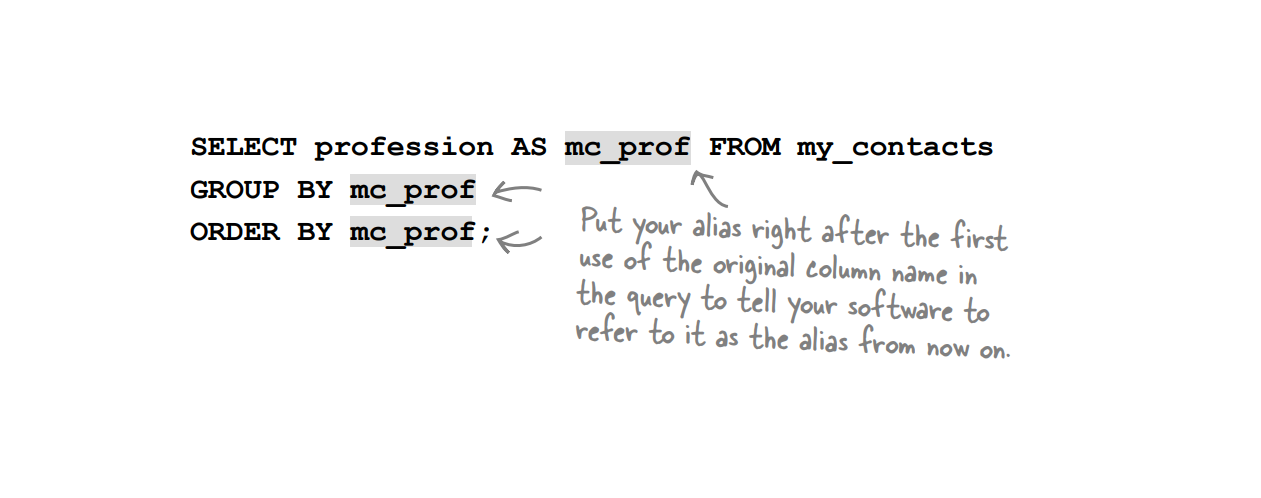 SELECT profession AS mc_prof FROM my_contacts
GROUP BY mc_prof
ORDER BY mc_prof;
Put your alias right after the first
use of the original column name in
the query to tell your software to
refer to it as the alias from now on.